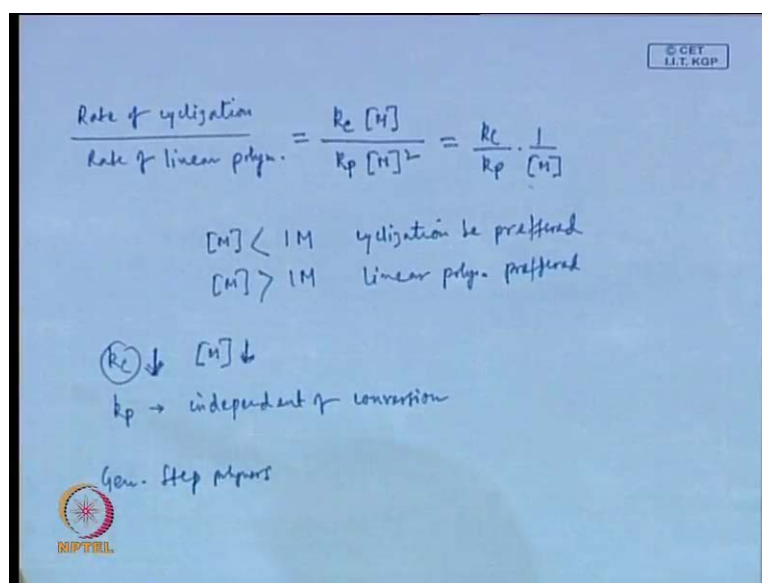 © CET
I.I.T. KGP
Rate of cyclization / Rate of linear polym. = kc [M] / kp [M]² = kc / kp · 1 / [M]
[M] < 1M cyclization be preffered
[M] > 1M linear polym. preffered
kc ↓ [M] ↓
kp → independent of convertion
Gen. Step polymers
NPTEL